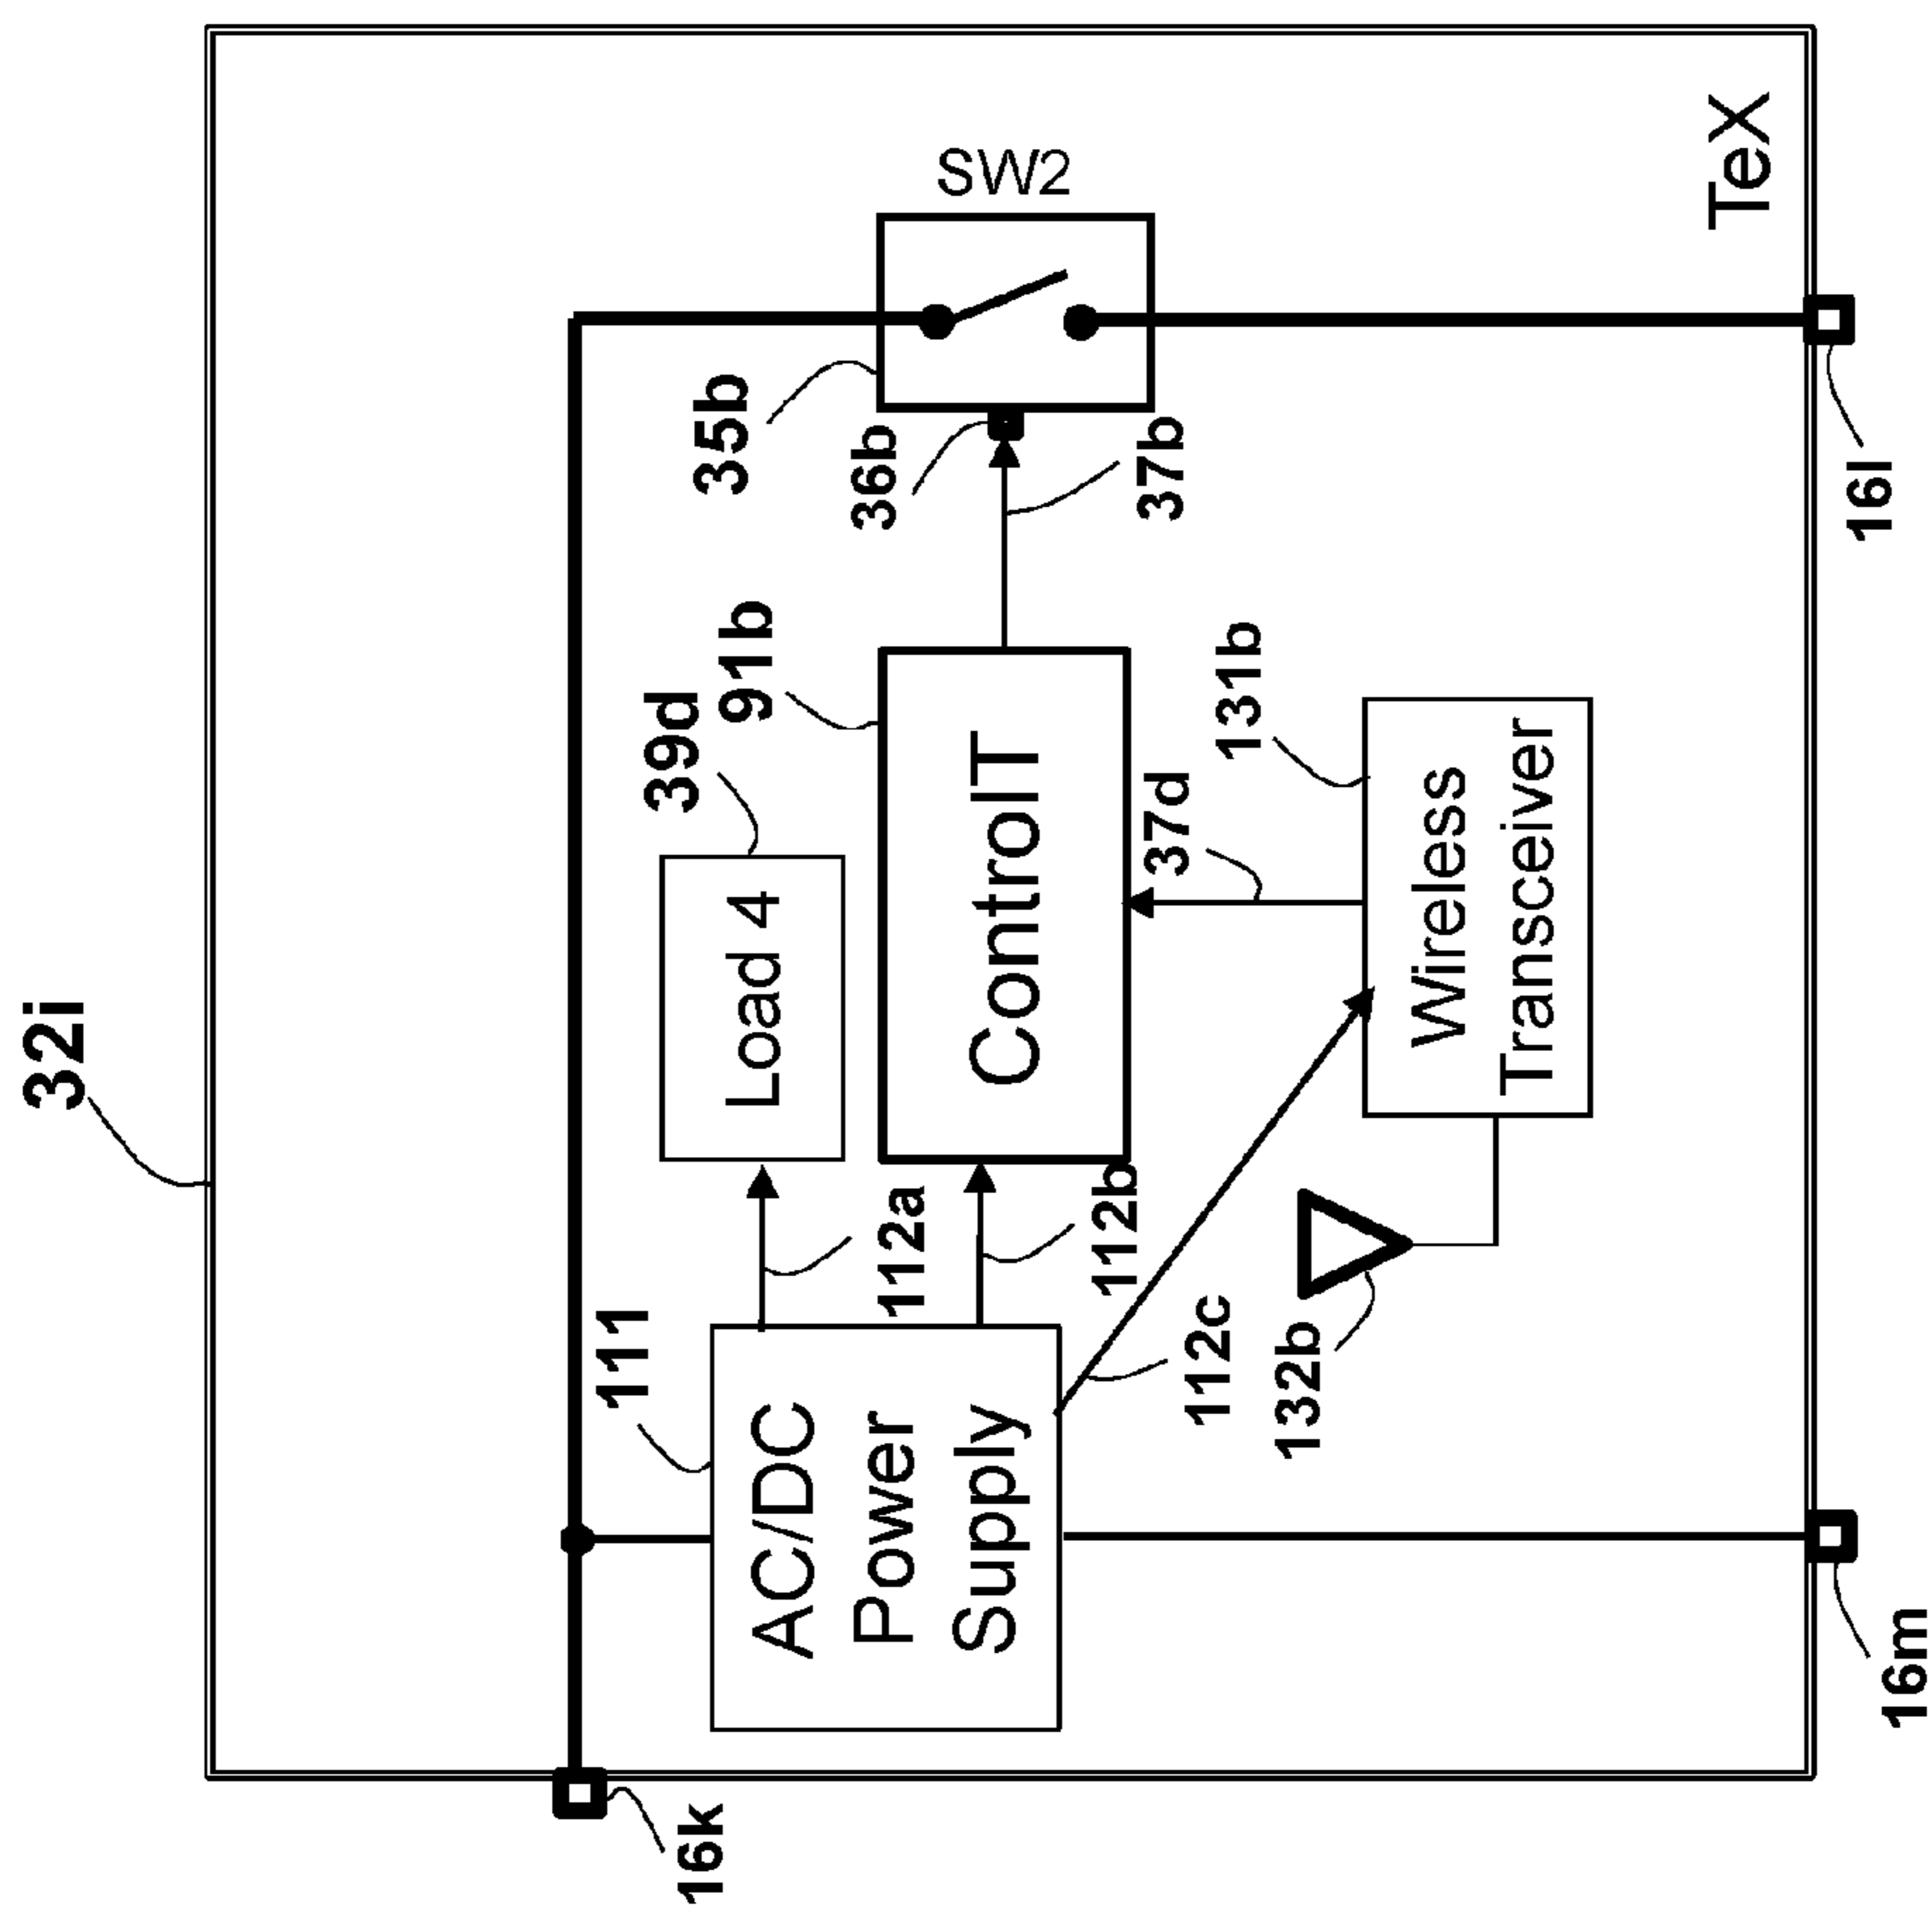 32i
TeX
SW2
35b
36b
37b
16l
91b
39d
Load 4
ControlT
37d
131b
Wireless
Transceiver
112a
112b
112c
132b
111
AC/DC
Power
Supply
16k
16m